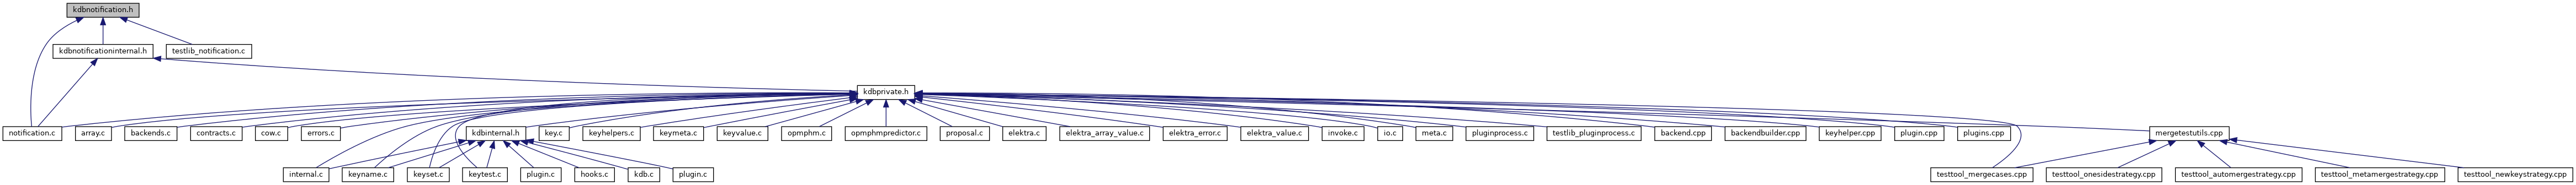 kdbnotification.h
kdbnotificationinternal.h
testlib_notification.c
kdbprivate.h
notification.c
array.c
backends.c
contracts.c
cow.c
errors.c
kdbinternal.h
key.c
keyhelpers.c
keymeta.c
keyvalue.c
opmphm.c
opmphmpredictor.c
proposal.c
elektra.c
elektra_array_value.c
elektra_error.c
elektra_value.c
invoke.c
io.c
meta.c
pluginprocess.c
testlib_pluginprocess.c
backend.cpp
backendbuilder.cpp
keyhelper.cpp
plugin.cpp
plugins.cpp
mergetestutils.cpp
internal.c
keyname.c
keyset.c
keytest.c
plugin.c
hooks.c
kdb.c
plugin.c
testtool_mergecases.cpp
testtool_onesidestrategy.cpp
testtool_automergestrategy.cpp
testtool_metamergestrategy.cpp
testtool_newkeystrategy.cpp